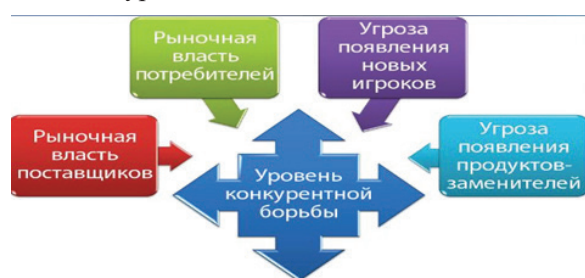 Рыночная
власть
потребителей
Угроза
появления
новых
игроков
Рыночная
власть
поставщиков
Уровень
конкурентной
борьбы
Угроза
появления
продуктов-
заменителей